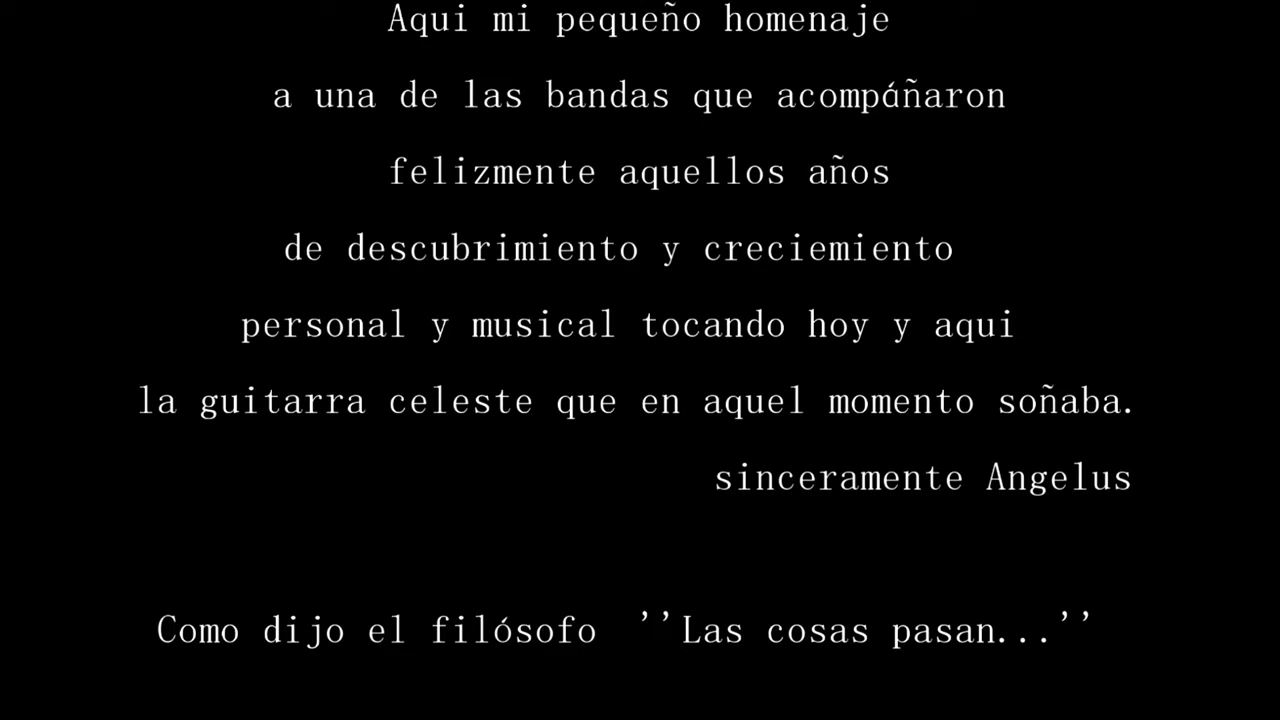 Aqui mi pequeño homenaje
a una de las bandas que acompáñaron
felizmente aquellos años
de descubrimiento y creciemiento
personal y musical tocando hoy y aqui
la guitarra celeste que en aquel momento soñaba.
sinceramente Angelus
Como dijo el filósofo ’’Las cosas pasan...’’